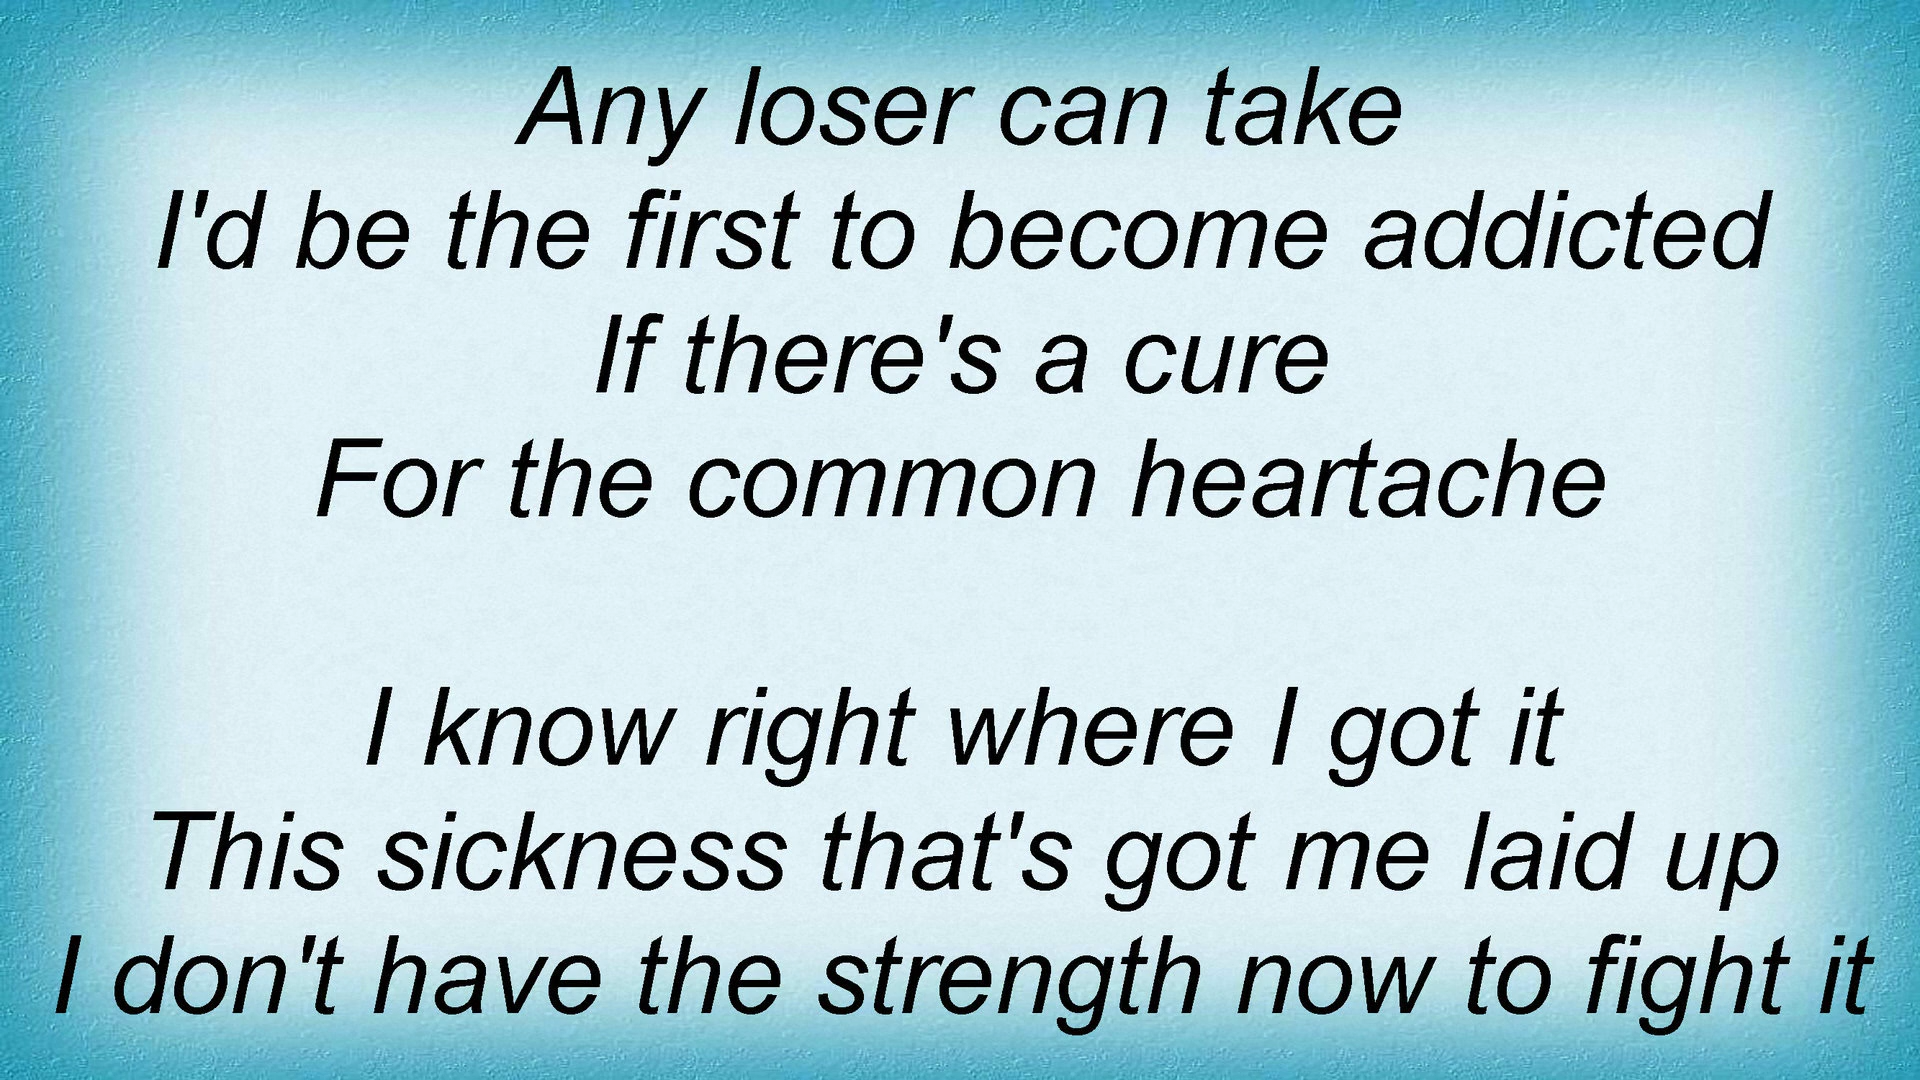 Any loser can take
I'd be the first to become addicted
If there's a cure
For the common heartache
I know right where I got it
This sickness that's got me laid up
I don't have the strength now to fight it